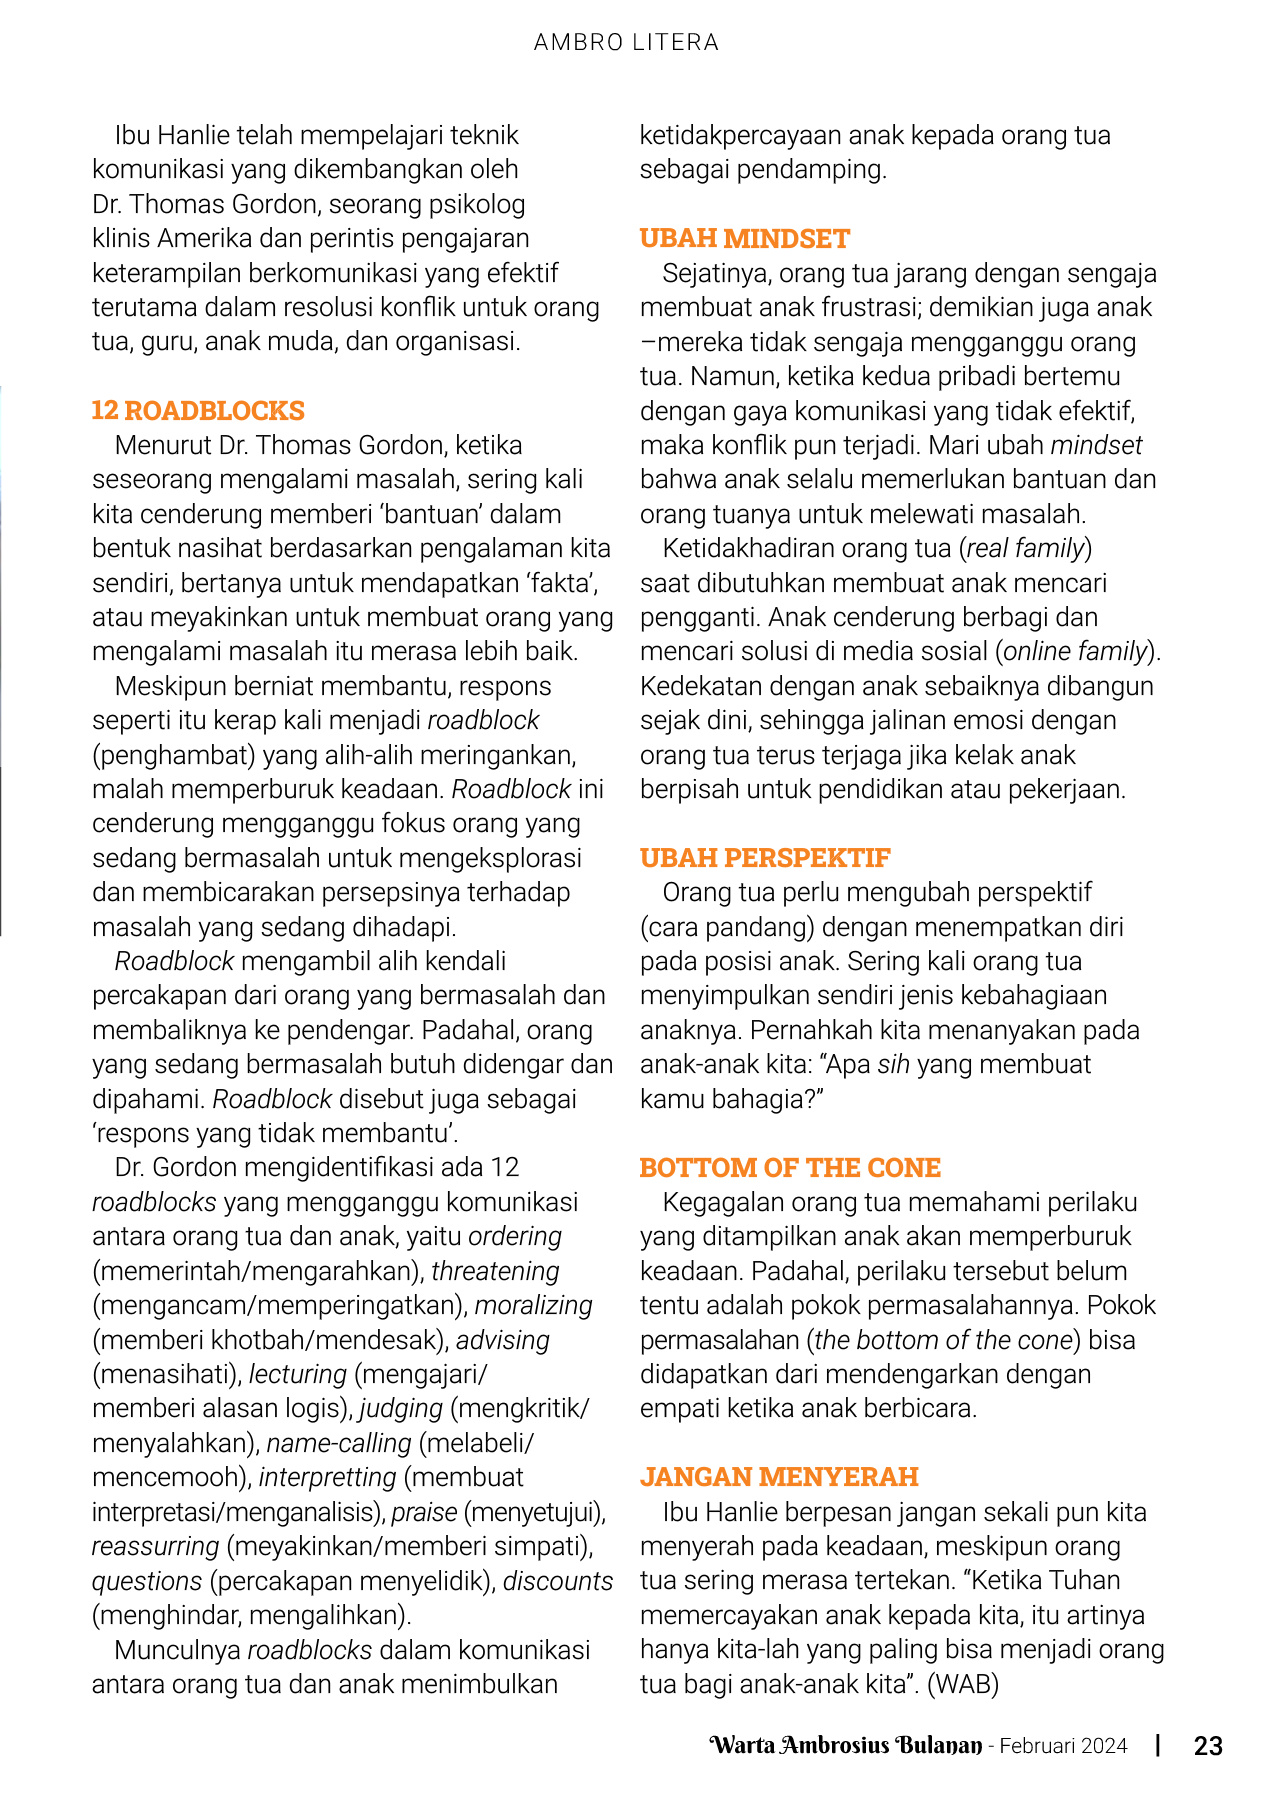 AMBRO LITERA
Ibu Hanlie telah mempelajari teknik
komunikasi yang dikembangkan oleh
Dr. Thomas Gordon, seorang psikolog
klinis Amerika dan perintis pengajaran
keterampilan berkomunikasi yang efektif
terutama dalam resolusi konflik untuk orang
tua, guru, anak muda, dan organisasi.
12 ROADBLOCKS
Menurut Dr. Thomas Gordon, ketika
seseorang mengalami masalah, sering kali
kita cenderung memberi ‘bantuan’ dalam
bentuk nasihat berdasarkan pengalaman kita
sendiri, bertanya untuk mendapatkan ‘fakta’,
atau meyakinkan untuk membuat orang yang
mengalami masalah itu merasa lebih baik.
Meskipun berniat membantu, respons
seperti itu kerap kali menjadi roadblock
(penghambat) yang alih-alih meringankan,
malah memperburuk keadaan. Roadblock ini
cenderung mengganggu fokus orang yang
sedang bermasalah untuk mengeksplorasi
dan membicarakan persepsinya terhadap
masalah yang sedang dihadapi.
Roadblock mengambil alih kendali
percakapan dari orang yang bermasalah dan
membaliknya ke pendengar. Padahal, orang
yang sedang bermasalah butuh didengar dan
dipahami. Roadblock disebut juga sebagai
‘respons yang tidak membantu’.
Dr. Gordon mengidentifikasi ada 12
roadblocks yang mengganggu komunikasi
antara orang tua dan anak, yaitu ordering
(memerintah/mengarahkan), threatening
(mengancam/memperingatkan), moralizing
(memberi khotbah/mendesak), advising
(menasihati), lecturing (mengajari/
memberi alasan logis), judging (mengkritik/
menyalahkan), name-calling (melabeli/
mencemooh), interpretting (membuat
interpretasi/menganalisis), praise (menyetujui),
reassurring (meyakinkan/memberi simpati),
questions (percakapan menyelidik), discounts
(menghindar, mengalihkan).
Munculnya roadblocks dalam komunikasi
antara orang tua dan anak menimbulkan
ketidakpercayaan anak kepada orang tua
sebagai pendamping.
UBAH MINDSET
Sejatinya, orang tua jarang dengan sengaja
membuat anak frustrasi; demikian juga anak
–mereka tidak sengaja mengganggu orang
tua. Namun, ketika kedua pribadi bertemu
dengan gaya komunikasi yang tidak efektif,
maka konflik pun terjadi. Mari ubah mindset
bahwa anak selalu memerlukan bantuan dan
orang tuanya untuk melewati masalah.
Ketidakhadiran orang tua (real family)
saat dibutuhkan membuat anak mencari
pengganti. Anak cenderung berbagi dan
mencari solusi di media sosial (online family).
Kedekatan dengan anak sebaiknya dibangun
sejak dini, sehingga jalinan emosi dengan
orang tua terus terjaga jika kelak anak
berpisah untuk pendidikan atau pekerjaan.
UBAH PERSPEKTIF
Orang tua perlu mengubah perspektif
(cara pandang) dengan menempatkan diri
pada posisi anak. Sering kali orang tua
menyimpulkan sendiri jenis kebahagiaan
anaknya. Pernahkah kita menanyakan pada
anak-anak kita: “Apa sih yang membuat
kamu bahagia?”
BOTTOM OF THE CONE
Kegagalan orang tua memahami perilaku
yang ditampilkan anak akan memperburuk
keadaan. Padahal, perilaku tersebut belum
tentu adalah pokok permasalahannya. Pokok
permasalahan (the bottom of the cone) bisa
didapatkan dari mendengarkan dengan
empati ketika anak berbicara.
JANGAN MENYERAH
Ibu Hanlie berpesan jangan sekali pun kita
menyerah pada keadaan, meskipun orang
tua sering merasa tertekan. “Ketika Tuhan
memercayakan anak kepada kita, itu artinya
hanya kita-lah yang paling bisa menjadi orang
tua bagi anak-anak kita”. (WAB)
Warta Ambrosius Bulanan - Februari 2024 | 23